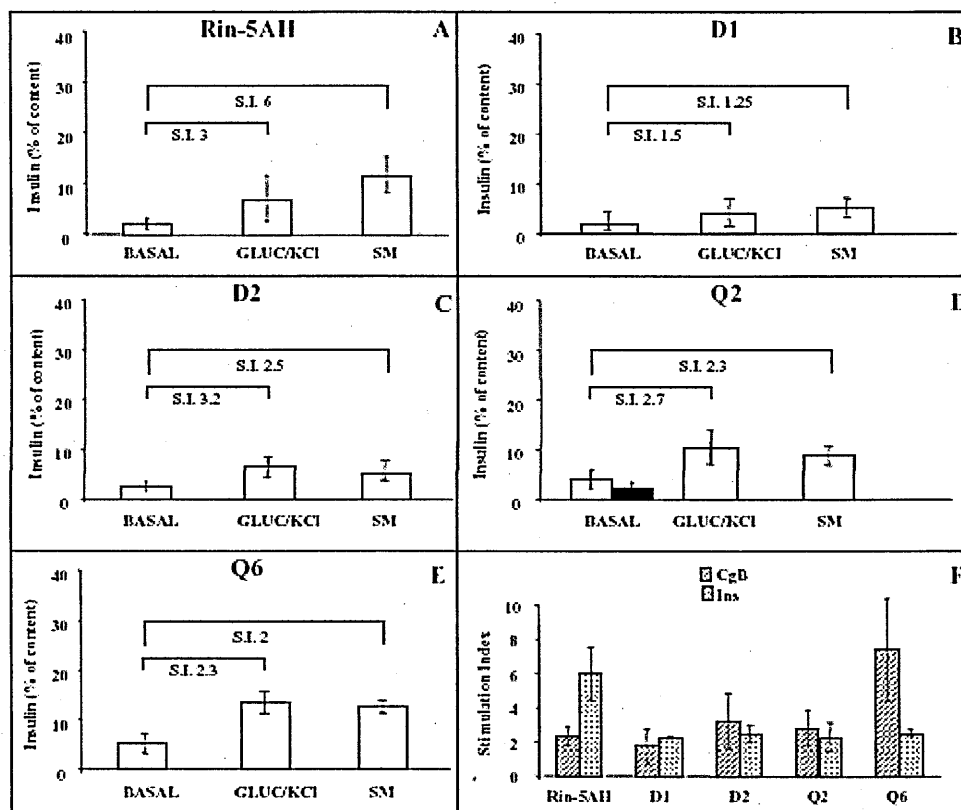 Rin-5AH A
40
30
20
10
0
Insulin (% of content)
S.I. 6
S.I. 3
BASAL GLUC/KCl SM
D1 B
40
30
20
10
0
Insulin (% of content)
S.I. 1.25
S.I. 1.5
BASAL GLUC/KCl SM
D2 C
40
30
20
10
0
Insulin (% of content)
S.I. 2.5
S.I. 3.2
BASAL GLUC/KCl SM
Q2
40
30
20
10
0
Insulin (% of content)
S.I. 2.3
S.I. 2.7
BASAL GLUC/KCl SM
Q6 E
40
30
20
10
0
Insulin (% of content)
S.I. 2
S.I. 2.3
BASAL GLUC/KCl SM
CgB
Ins
10
8
6
4
2
0
Stimulation Index
Rin-5AH D1 D2 Q2 Q6